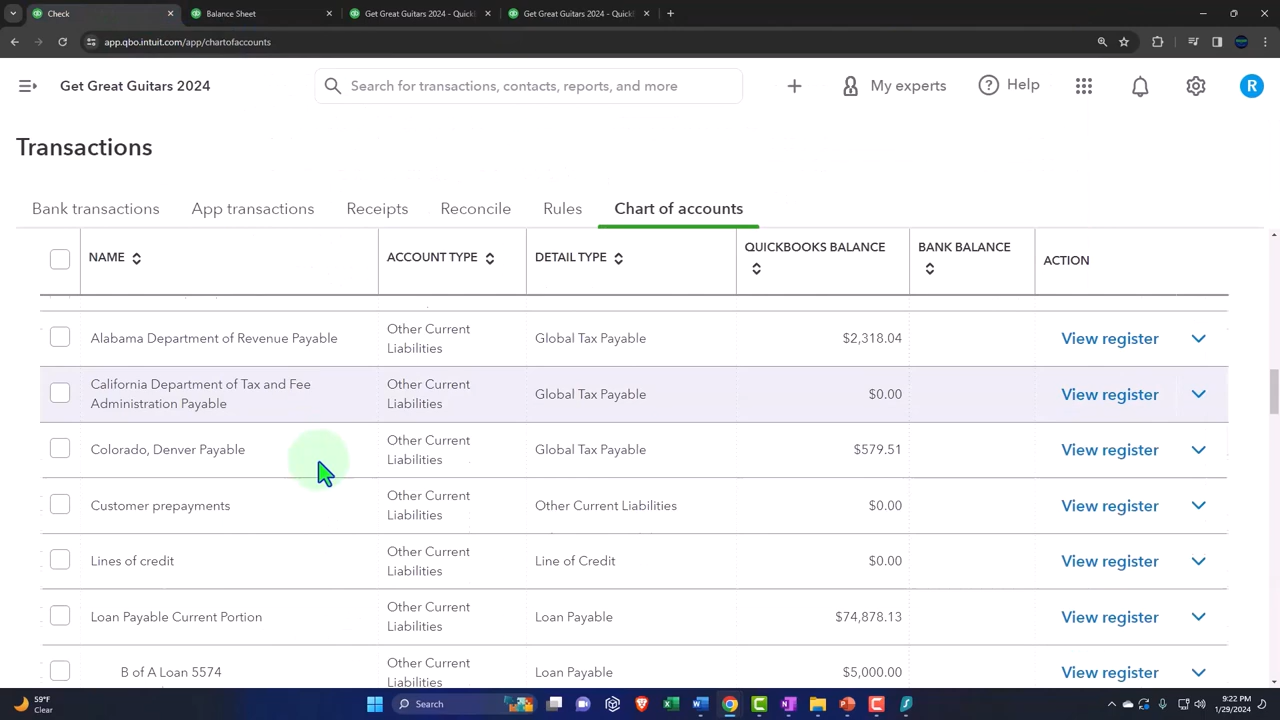 Check
Balance Sheet
Get Great Guitars 2024 - QuickB
Get Great Guitars 2024 - QuickB
app.qbo.intuit.com/app/chartofaccounts
Get Great Guitars 2024
Search for transactions, contacts, reports, and more
My experts
Help
R
Transactions
Bank transactions App transactions Receipts Reconcile Rules Chart of accounts
NAME ACCOUNT TYPE DETAIL TYPE QUICKBOOKS BALANCE BANK BALANCE ACTION
Alabama Department of Revenue Payable
Other Current
Liabilities
Global Tax Payable
$2,318.04
View register
California Department of Tax and Fee
Administration Payable
Other Current
Liabilities
Global Tax Payable
$0.00
View register
Colorado, Denver Payable
Other Current
Liabilities
Global Tax Payable
$579.51
View register
Customer prepayments
Other Current
Liabilities
Other Current Liabilities
$0.00
View register
Lines of credit
Other Current
Liabilities
Line of Credit
$0.00
View register
Loan Payable Current Portion
Other Current
Liabilities
Loan Payable
$74,878.13
View register
B of A Loan 5574
Other Current
Liabilities
Loan Payable
$5,000.00
View register
59°F
Clear
Search
9:22 PM
1/29/2024